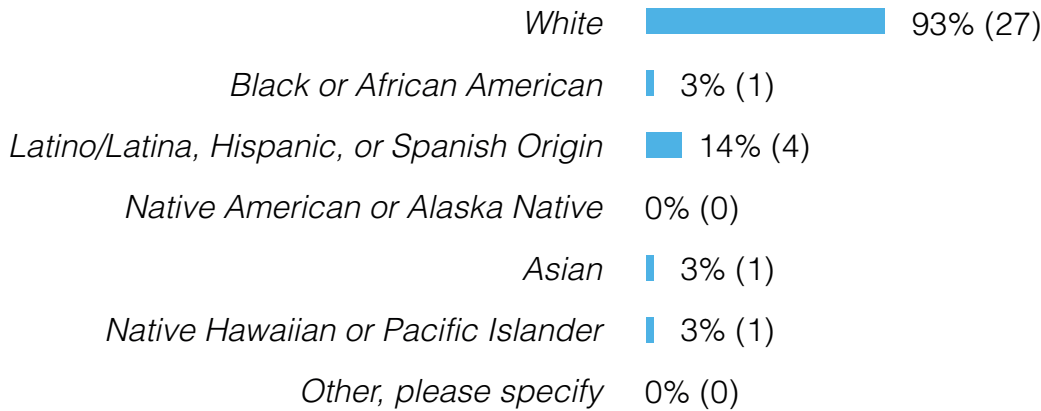 White 93% (27)
Black or African American 3% (1)
Latino/Latina, Hispanic, or Spanish Origin 14% (4)
Native American or Alaska Native 0% (0)
Asian 3% (1)
Native Hawaiian or Pacific Islander 3% (1)
Other, please specify 0% (0)